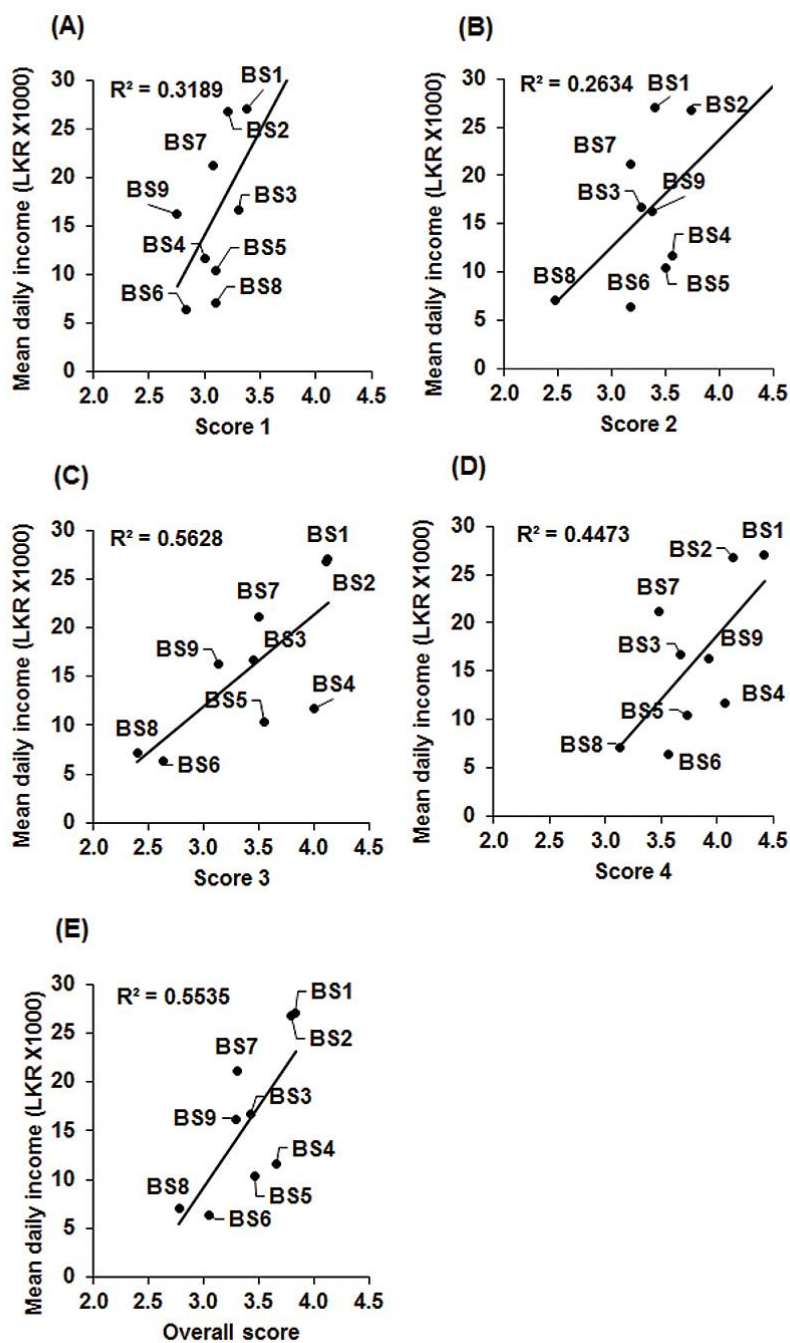 (A)
Mean daily income (LKR X1000)
30
25
20
15
10
5
0
R² = 0.3189
BS1
BS2
BS7
BS9
BS3
BS4
BS5
BS6
BS8
2.0 2.5 3.0 3.5 4.0 4.5
Score 1
(B)
Mean daily income (LKR X1000)
30
25
20
15
10
5
0
R² = 0.2634
BS1
BS2
BS7
BS3
BS9
BS4
BS8
BS6
BS5
2.0 2.5 3.0 3.5 4.0 4.5
Score 2
(C)
Mean daily income (LKR X1000)
30
25
20
15
10
5
0
R² = 0.5628
BS1
BS2
BS7
BS3
BS9
BS5
BS4
BS8
BS6
2.0 2.5 3.0 3.5 4.0 4.5
Score 3
(D)
Mean daily income (LKR X1000)
30
25
20
15
10
5
0
R² = 0.4473
BS1
BS2
BS7
BS3
BS9
BS4
BS5
BS8
BS6
2.0 2.5 3.0 3.5 4.0 4.5
Score 4
(E)
Mean daily income (LKR X1000)
30
25
20
15
10
5
0
R² = 0.5535
BS1
BS2
BS7
BS3
BS9
BS4
BS8
BS5
BS6
2.0 2.5 3.0 3.5 4.0 4.5
Overall score